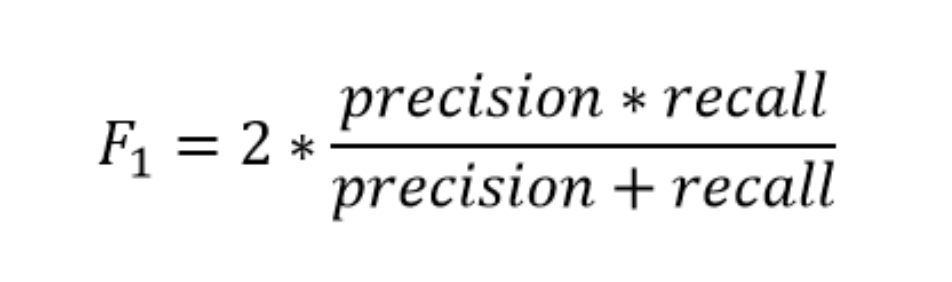 F₁ = 2 * (precision * recall) / (precision + recall)